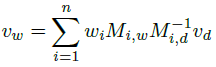 $v_w = \sum_{i=1}^{n} w_i M_{i,w} M_{i,d}^{-1} v_d$